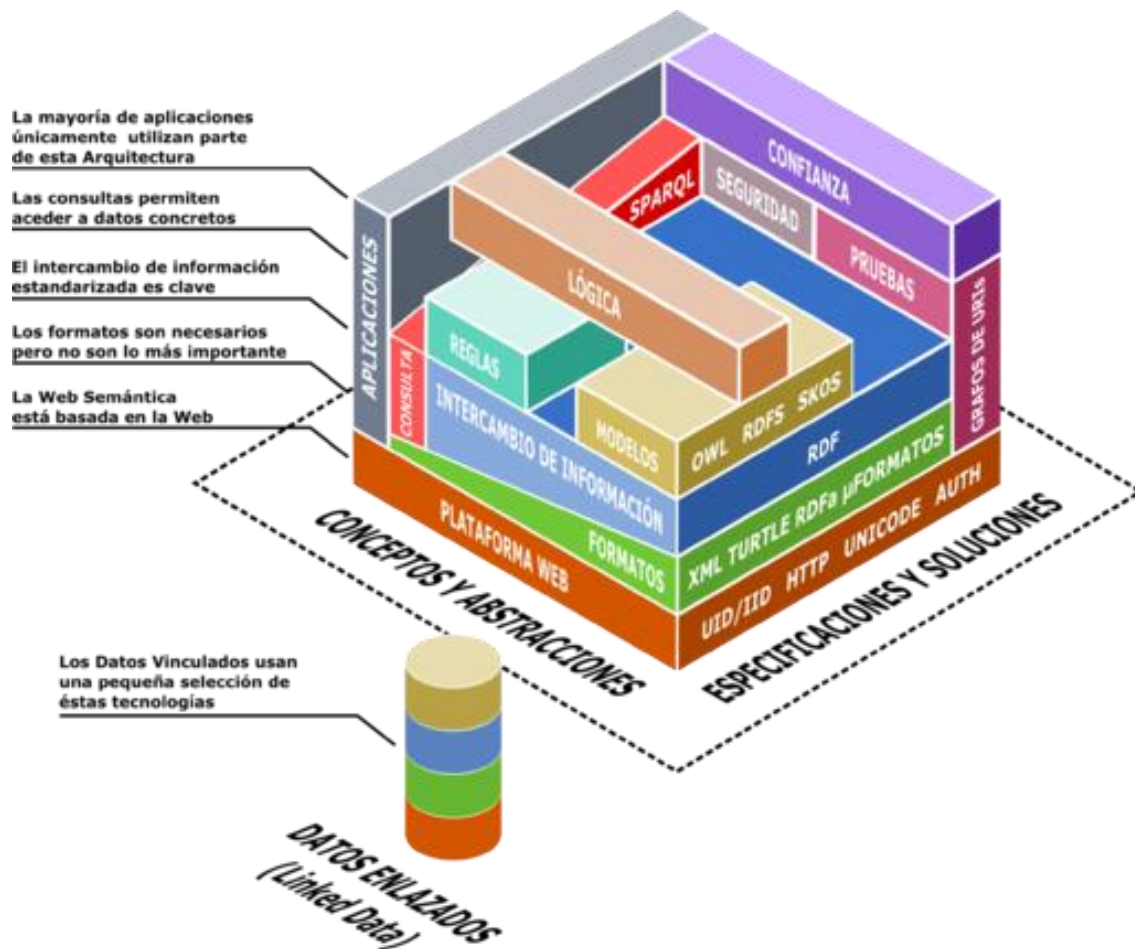 La mayoría de aplicaciones
únicamente utilizan parte
de esta Arquitectura
Las consultas permiten
aceder a datos concretos
El intercambio de información
estandarizada es clave
Los formatos son necesarios
pero no son lo más importante
La Web Semántica
está basada en la Web
APLICACIONES
CONSULTA
CONFIANZA
SPARQL
SEGURIDAD
PRUEBAS
LÓGICA
REGLAS
GRAFOS DE URIs
INTERCAMBIO DE INFORMACIÓN
MODELOS
OWL RDFS SKOS
RDF
FORMATOS
XML TURTLE RDFa μFORMATOS
PLATAFORMA WEB
UID/IID HTTP UNICODE AUTH
CONCEPTOS Y ABSTRACCIONES
ESPECIFICACIONES Y SOLUCIONES
Los Datos Vinculados usan
una pequeña selección de
éstas tecnologías
DATOS ENLAZADOS
(Linked Data)